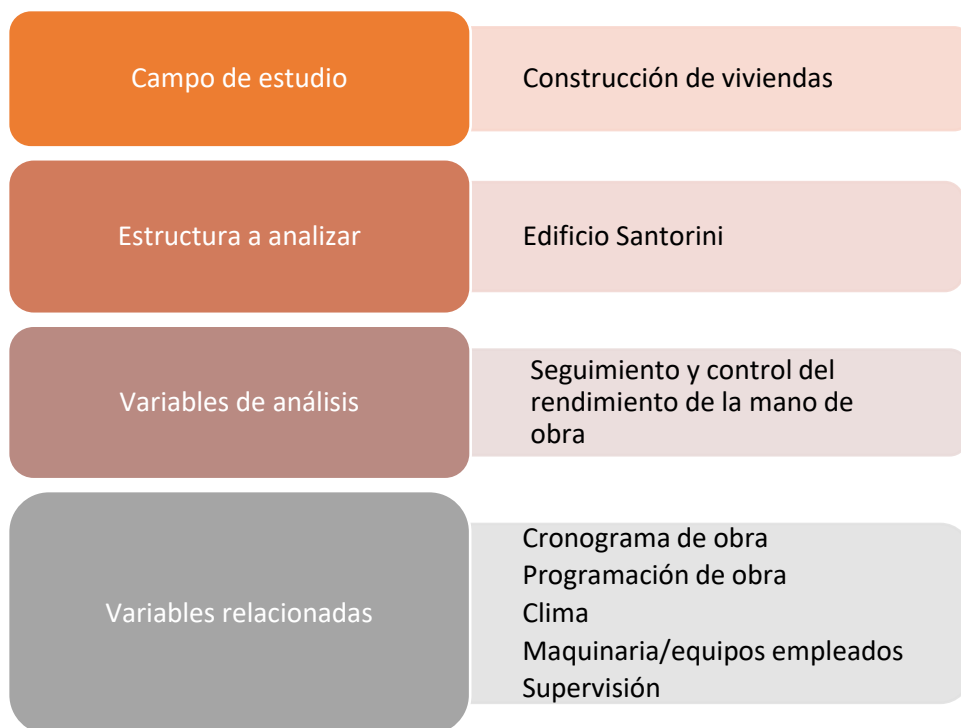 Campo de estudio
Construcción de viviendas
Estructura a analizar
Edificio Santorini
Variables de análisis
Seguimiento y control del
rendimiento de la mano de
obra
Variables relacionadas
Cronograma de obra
Programación de obra
Clima
Maquinaria/equipos empleados
Supervisión